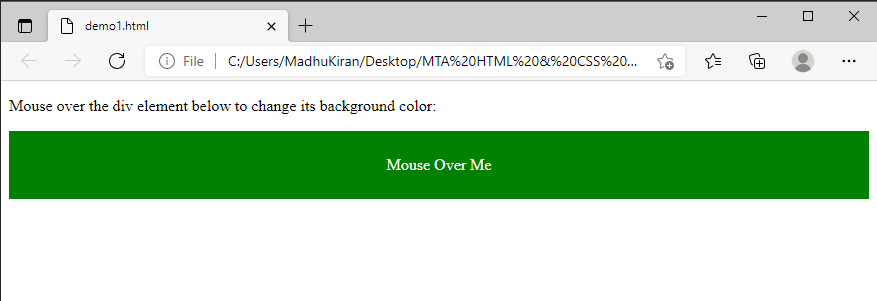 demo1.html
File
C:/Users/MadhuKiran/Desktop/MTA%20HTML%20&%20CSS%20...
Mouse over the div element below to change its background color:
Mouse Over Me